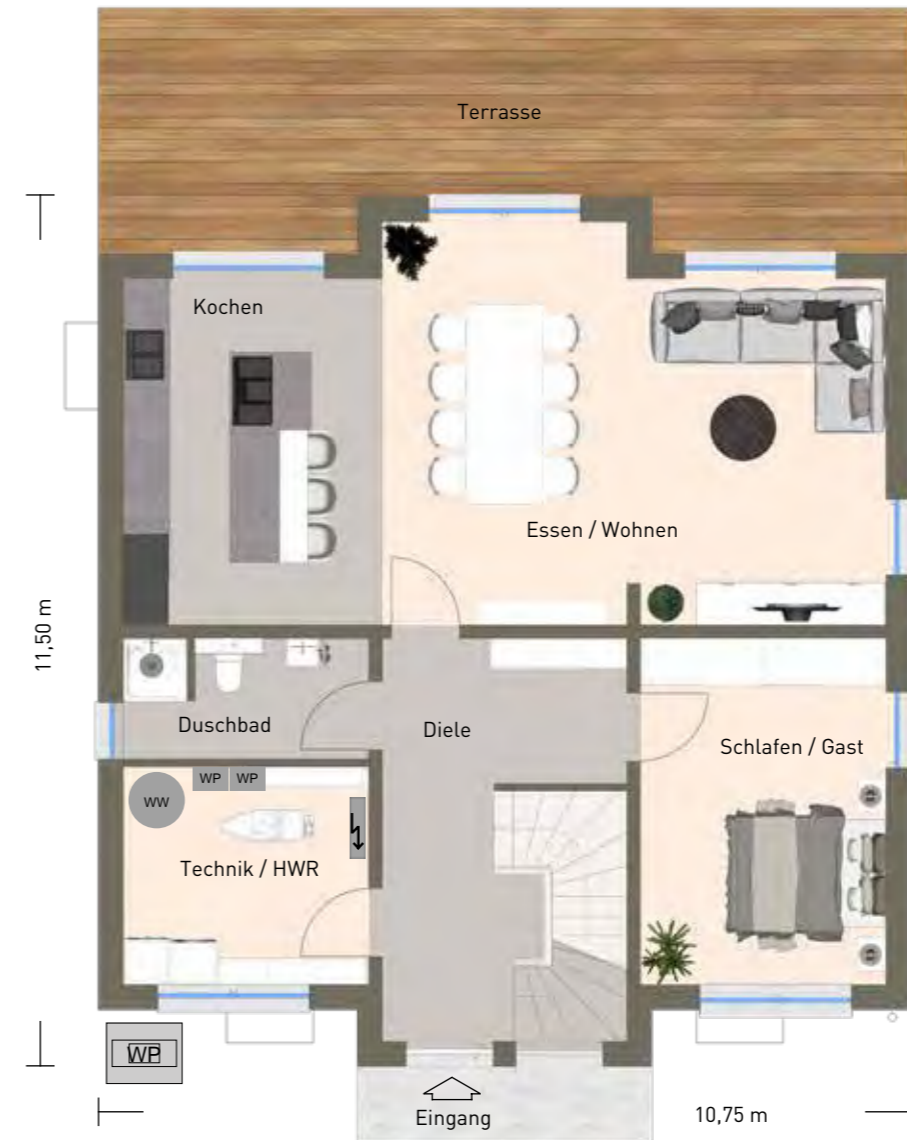 Terrasse
Kochen
Essen / Wohnen
11,50 m
Duschbad
Diele
Schlafen / Gast
WW
WP WP
Technik / HWR
WP
Eingang
10,75 m